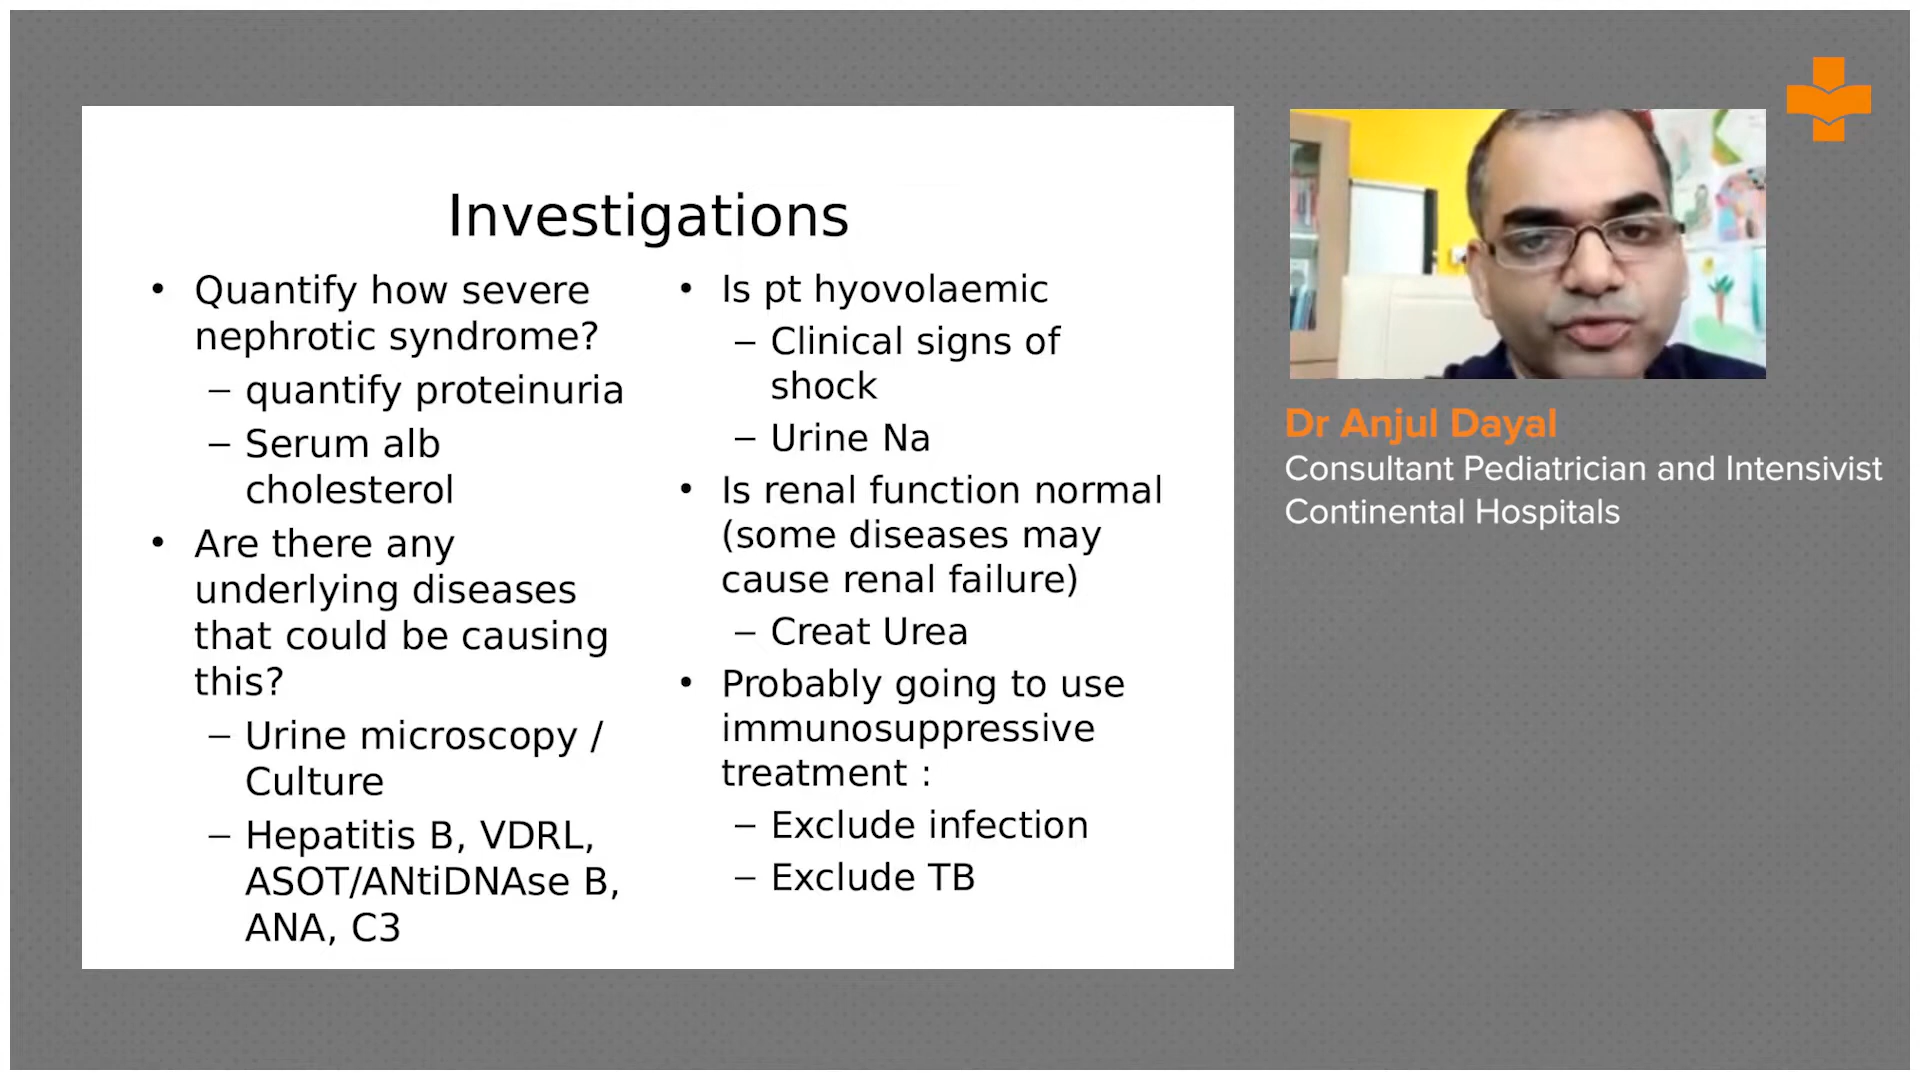 Investigations
• Quantify how severe
nephrotic syndrome?
– quantify proteinuria
– Serum alb
cholesterol
• Are there any
underlying diseases
that could be causing
this?
– Urine microscopy /
Culture
– Hepatitis B, VDRL,
ASOT/ANtiDNAse B,
ANA, C3
• Is pt hyovolaemic
– Clinical signs of
shock
– Urine Na
• Is renal function normal
(some diseases may
cause renal failure)
– Creat Urea
• Probably going to use
immunosuppressive
treatment :
– Exclude infection
– Exclude TB
Dr Anjul Dayal
Consultant Pediatrician and Intensivist
Continental Hospitals